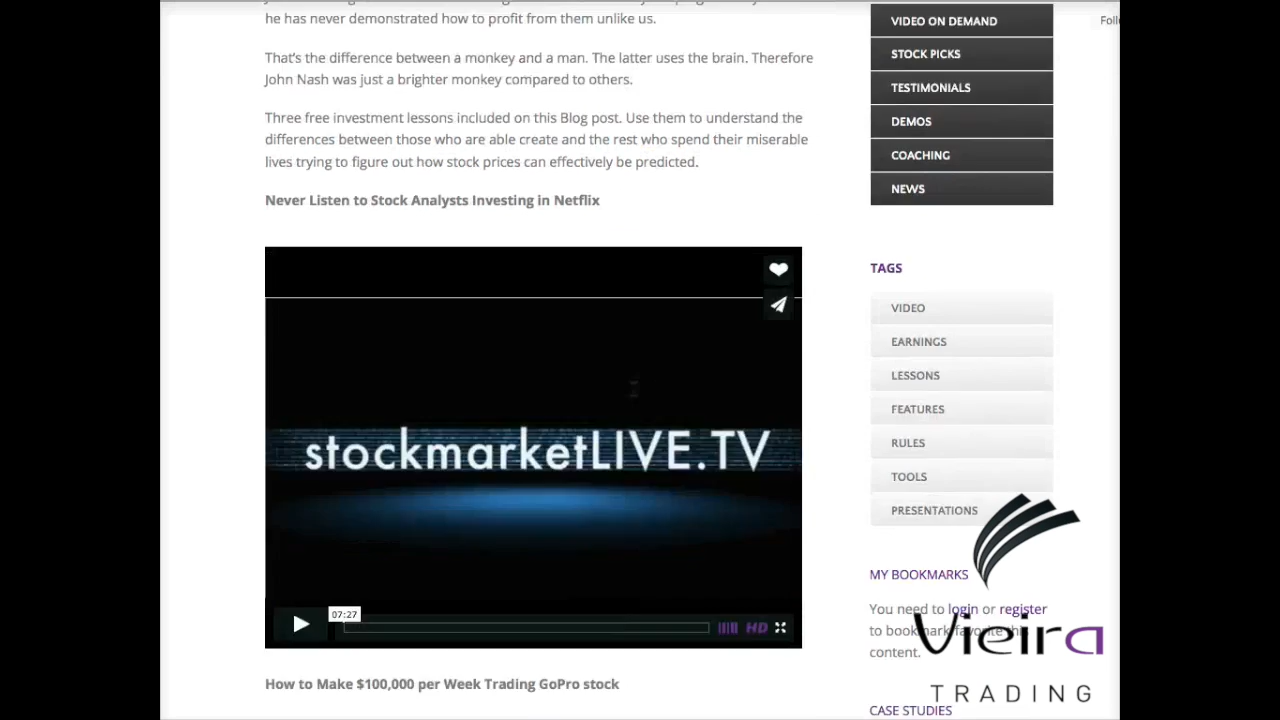 he has never demonstrated how to profit from them unlike us.
That's the difference between a monkey and a man. The latter uses the brain. Therefore
John Nash was just a brighter monkey compared to others.
Three free investment lessons included on this Blog post. Use them to understand the
differences between those who are able create and the rest who spend their miserable
lives trying to figure out how stock prices can effectively be predicted.
Never Listen to Stock Analysts Investing in Netflix
stockmarketLIVE.TV
07:27
HD
How to Make $100,000 per Week Trading GoPro stock
VIDEO ON DEMAND
STOCK PICKS
TESTIMONIALS
DEMOS
COACHING
NEWS
TAGS
VIDEO
EARNINGS
LESSONS
FEATURES
RULES
TOOLS
PRESENTATIONS
MY BOOKMARKS
You need to login or register
to bookmark favorite this
content.
CASE STUDIES
Vieira
TRADING